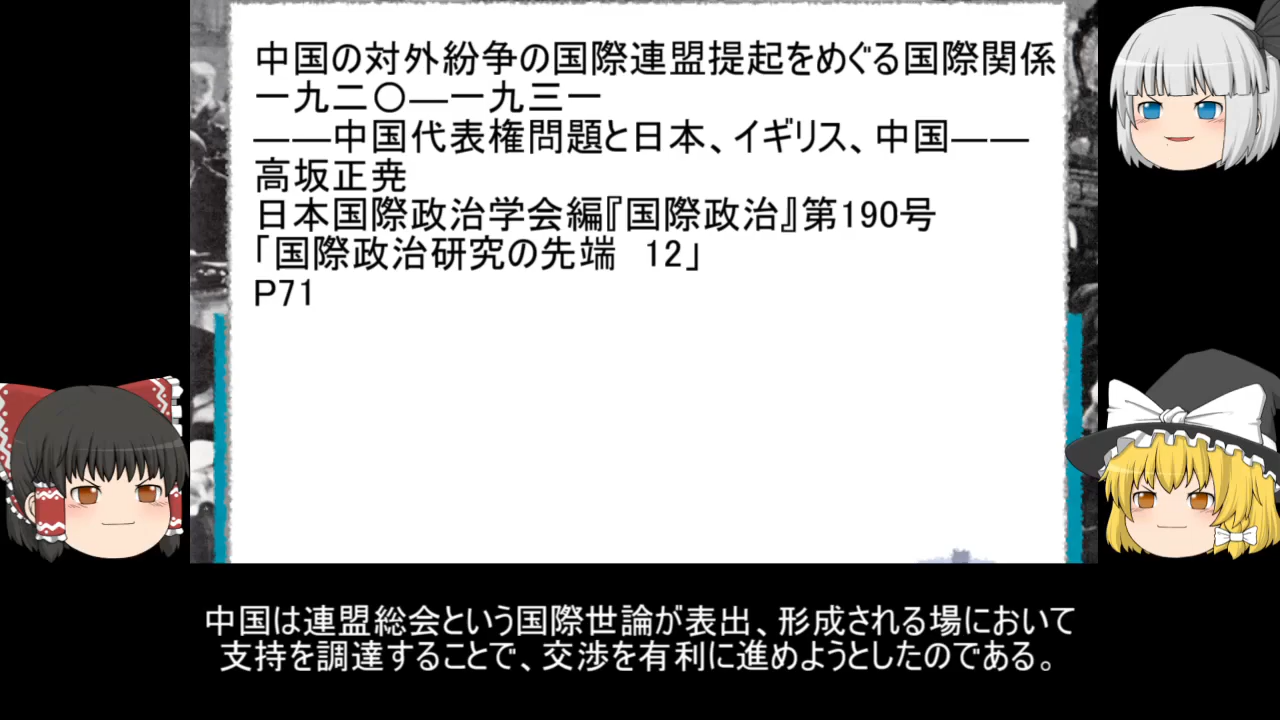 中国の対外紛争の国際連盟提起をめぐる国際関係
一九二〇―一九三一
――中国代表権問題と日本、イギリス、中国――
高坂正尭
日本国際政治学会編『国際政治』第190号
「国際政治研究の先端　12」
P71
中国は連盟総会という国際世論が表出、形成される場において
支持を調達することで、交渉を有利に進めようとしたのである。